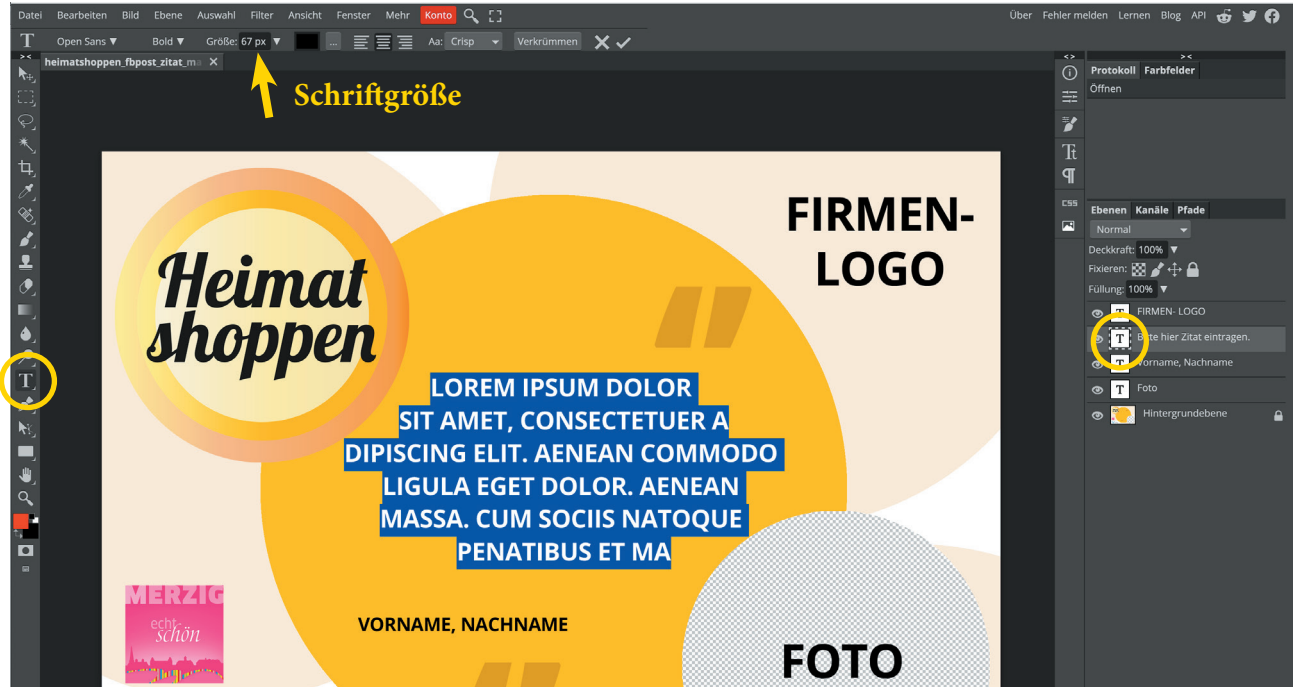 Datei Bearbeiten Bild Ebene Auswahl Filter Ansicht Fenster Mehr Konto Über Fehler melden Lernen Blog API
T Open Sans Bold Größe: 67 px ... Aa: Crisp Verkrümmen
heimatshoppen_fbpost_zitat_ma
Schriftgröße
Protokoll Farbfelder
Öffnen
CSS
Ebenen Kanäle Pfade
Normal
Deckkraft: 100%
Fixieren:
Füllung: 100%
T FIRMEN- LOGO
T Bitte hier Zitat eintragen.
T Vorname, Nachname
T Foto
Hintergrundebene
T
Heimat
shoppen
FIRMEN-
LOGO
LOREM IPSUM DOLOR
SIT AMET, CONSECTETUER A
DIPISCING ELIT. AENEAN COMMODO
LIGULA EGET DOLOR. AENEAN
MASSA. CUM SOCIIS NATOQUE
PENATIBUS ET MA
VORNAME, NACHNAME
MERZIG
echt-
schön
FOTO